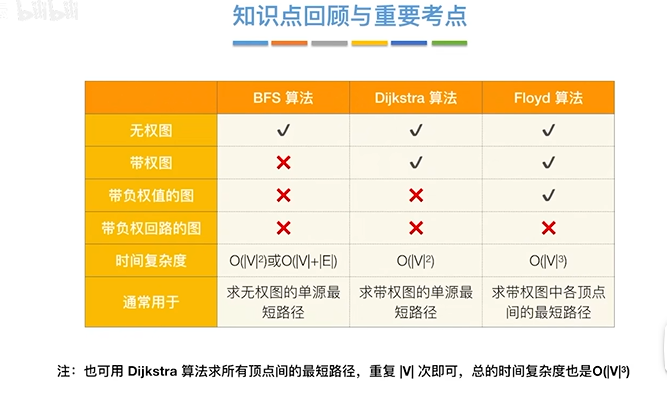 bilibili
知识点回顾与重要考点
BFS 算法 Dijkstra 算法 Floyd 算法
无权图 ✓ ✓ ✓
带权图 ✗ ✓ ✓
带负权值的图 ✗ ✗ ✓
带负权回路的图 ✗ ✗ ✗
时间复杂度 O(|V|²)或O(|V|+|E|) O(|V|²) O(|V|³)
通常用于 求无权图的单源最短路径 求带权图的单源最短路径 求带权图中各顶点间的最短路径
注：也可用 Dijkstra 算法求所有顶点间的最短路径，重复 |V| 次即可，总的时间复杂度也是O(|V|³)